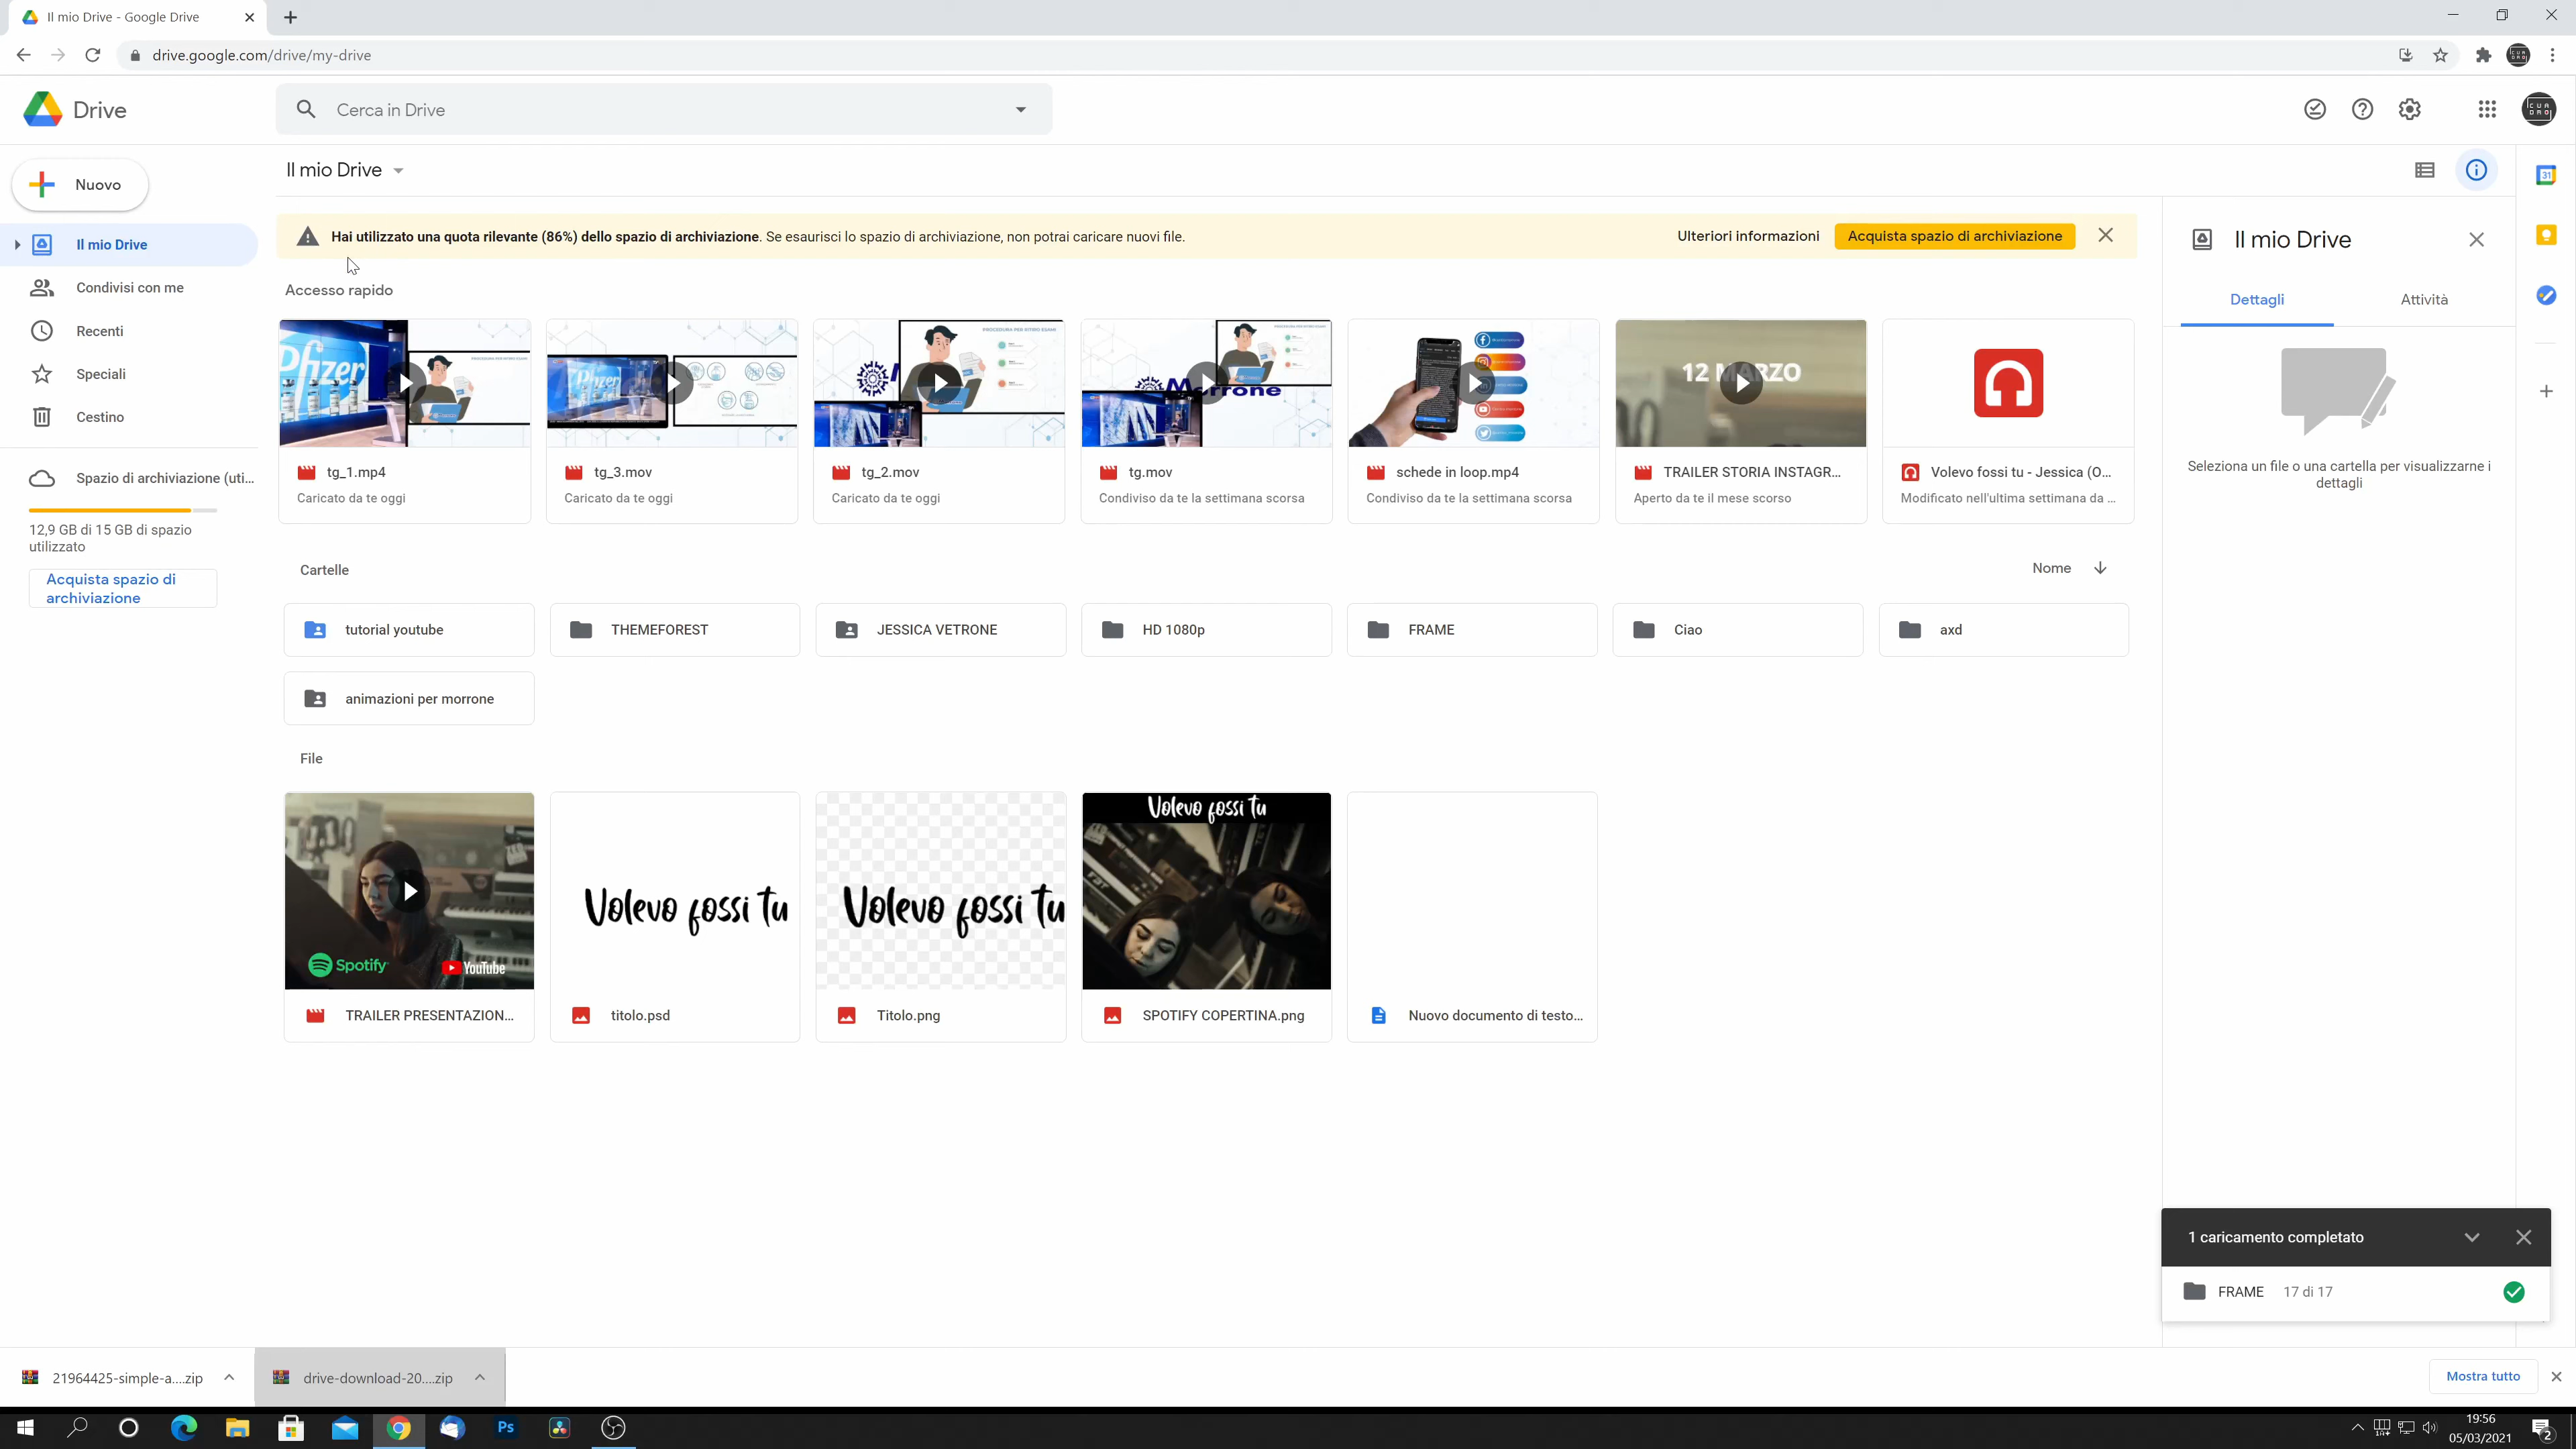 Il mio Drive - Google Drive
drive.google.com/drive/my-drive
Drive
Cerca in Drive
Nuovo
Il mio Drive
Condivisi con me
Recenti
Speciali
Cestino
Spazio di archiviazione (uti...
12,9 GB di 15 GB di spazio
utilizzato
Acquista spazio di
archiviazione
Il mio Drive
Hai utilizzato una quota rilevante (86%) dello spazio di archiviazione. Se esaurisci lo spazio di archiviazione, non potrai caricare nuovi file.
Ulteriori informazioni
Acquista spazio di archiviazione
Accesso rapido
Pfizer
PROCEDURA PER RITIRO ESAMI
12 MARZO
tg_1.mp4
Caricato da te oggi
tg_3.mov
Caricato da te oggi
tg_2.mov
Caricato da te oggi
tg.mov
Condiviso da te la settimana scorsa
schede in loop.mp4
Condiviso da te la settimana scorsa
TRAILER STORIA INSTAGR...
Aperto da te il mese scorso
Volevo fossi tu - Jessica (O...
Modificato nell'ultima settimana da ...
Cartelle
Nome
tutorial youtube
THEMEFOREST
JESSICA VETRONE
HD 1080p
FRAME
Ciao
axd
animazioni per morrone
File
Spotify
YouTube
Volevo fossi tu
Volevo fossi tu
Volevo fossi tu
TRAILER PRESENTAZION...
titolo.psd
Titolo.png
SPOTIFY COPERTINA.png
Nuovo documento di testo...
Il mio Drive
Dettagli
Attività
Seleziona un file o una cartella per visualizzarne i
dettagli
31
1 caricamento completato
FRAME 17 di 17
21964425-simple-a....zip
drive-download-20....zip
Mostra tutto
Ps
19:56
05/03/2021
2